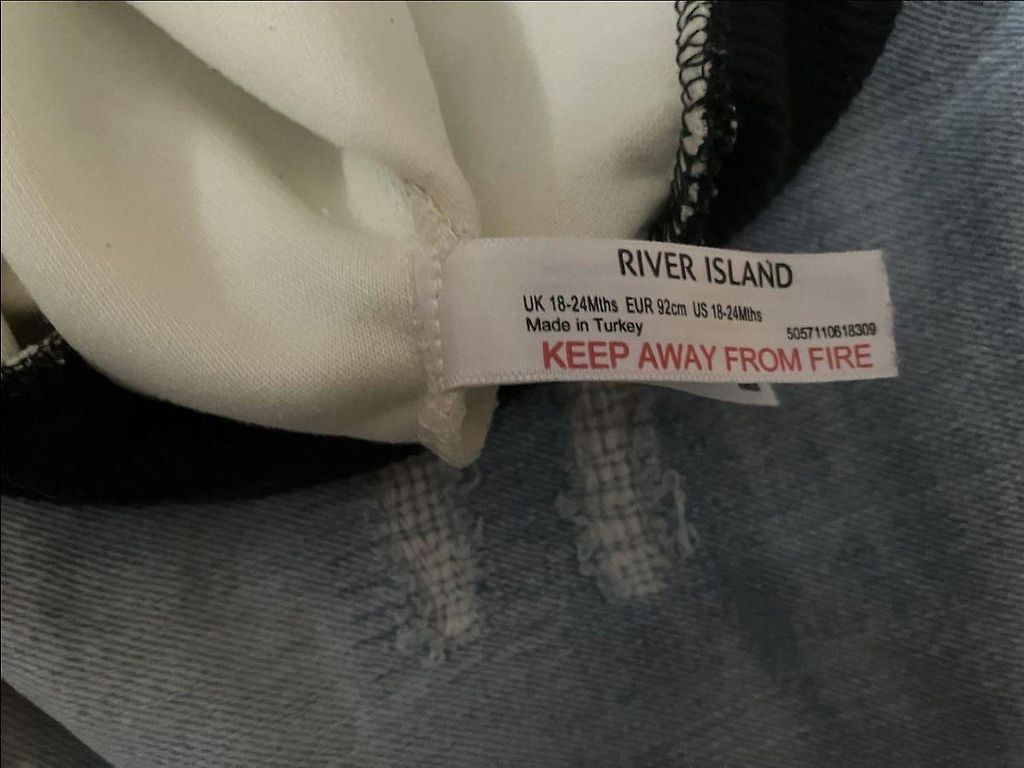 RIVER ISLAND
UK 18-24Mths EUR 92cm US 18-24Mths
Made in Turkey
5057110618309
KEEP AWAY FROM FIRE